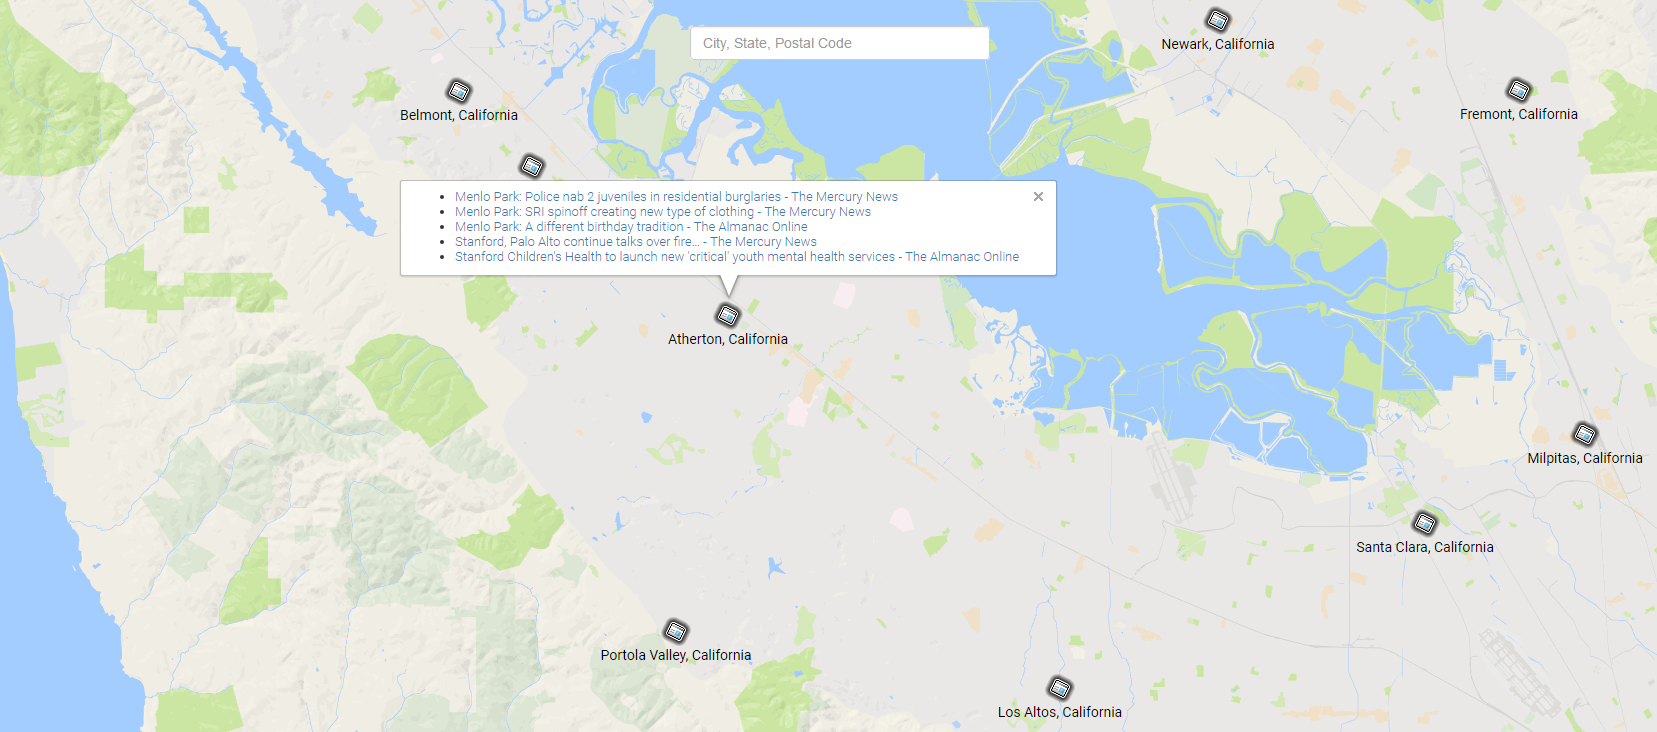 City, State, Postal Code
Newark, California
Belmont, California
Fremont, California
Menlo Park: Police nab 2 juveniles in residential burglaries - The Mercury News
Menlo Park: SRI spinoff creating new type of clothing - The Mercury News
Menlo Park: A different birthday tradition - The Almanac Online
Stanford, Palo Alto continue talks over fire... - The Mercury News
Stanford Children's Health to launch new 'critical' youth mental health services - The Almanac Online
Atherton, California
Milpitas, California
Santa Clara, California
Portola Valley, California
Los Altos, California